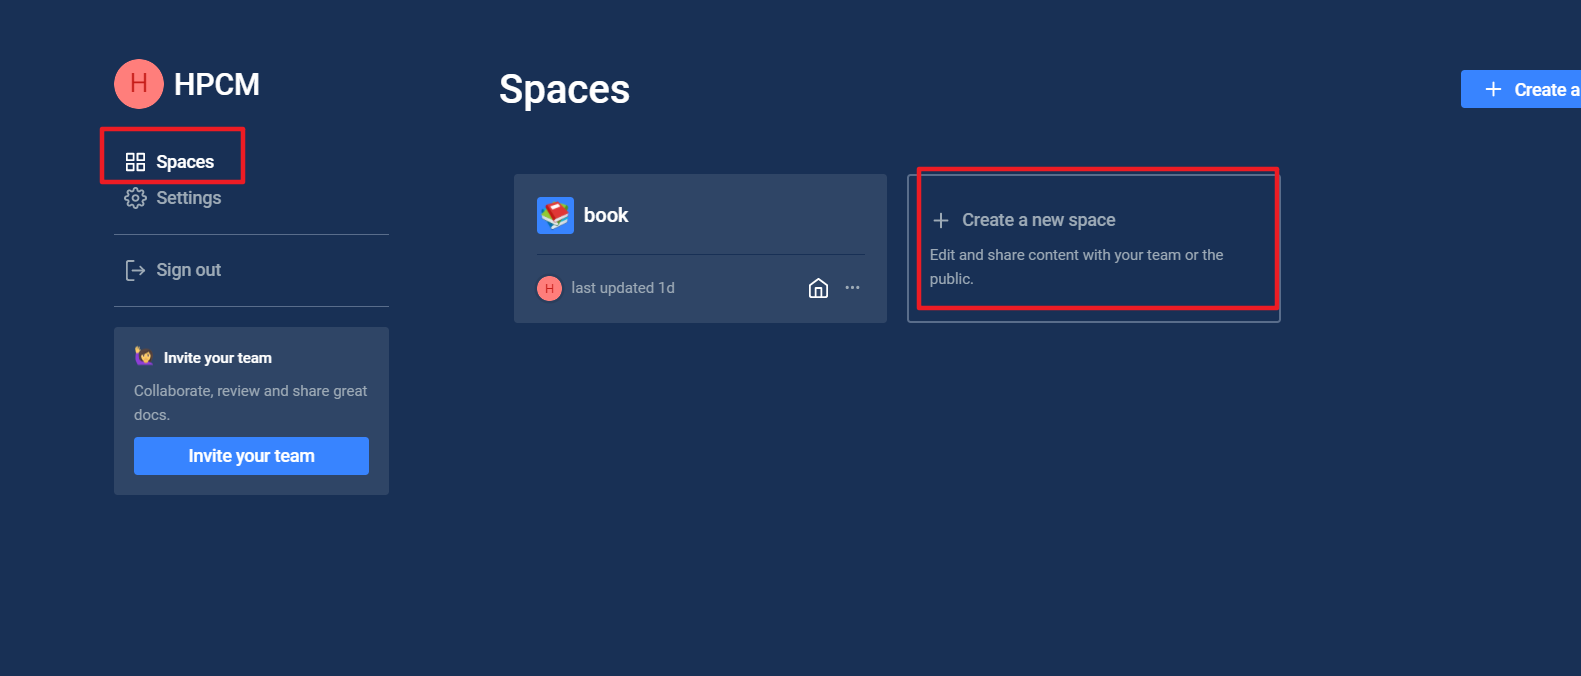 H HPCM
Spaces
Settings
Sign out
Invite your team
Collaborate, review and share great
docs.
Invite your team
Spaces
Create a
book
H last updated 1d
Create a new space
Edit and share content with your team or the
public.